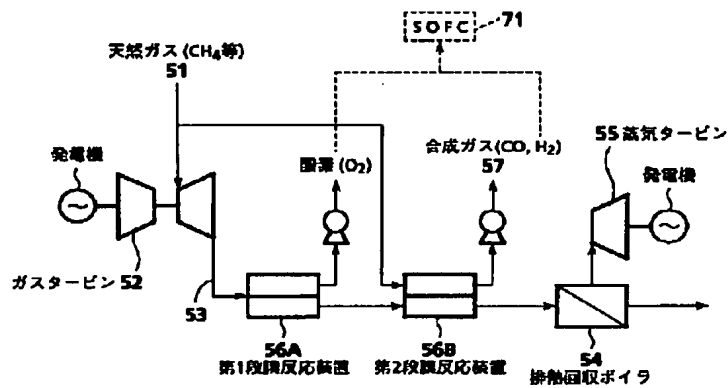 SOFC 71
天然ガス (CH4等)
51
発電機
酸素 (O2)
合成ガス(CO, H2)
57
55 蒸気タービン
発電機
ガスタービン 52
53
56A
第1段膜反応装置
56B
第2段膜反応装置
54
排熱回収ボイラ